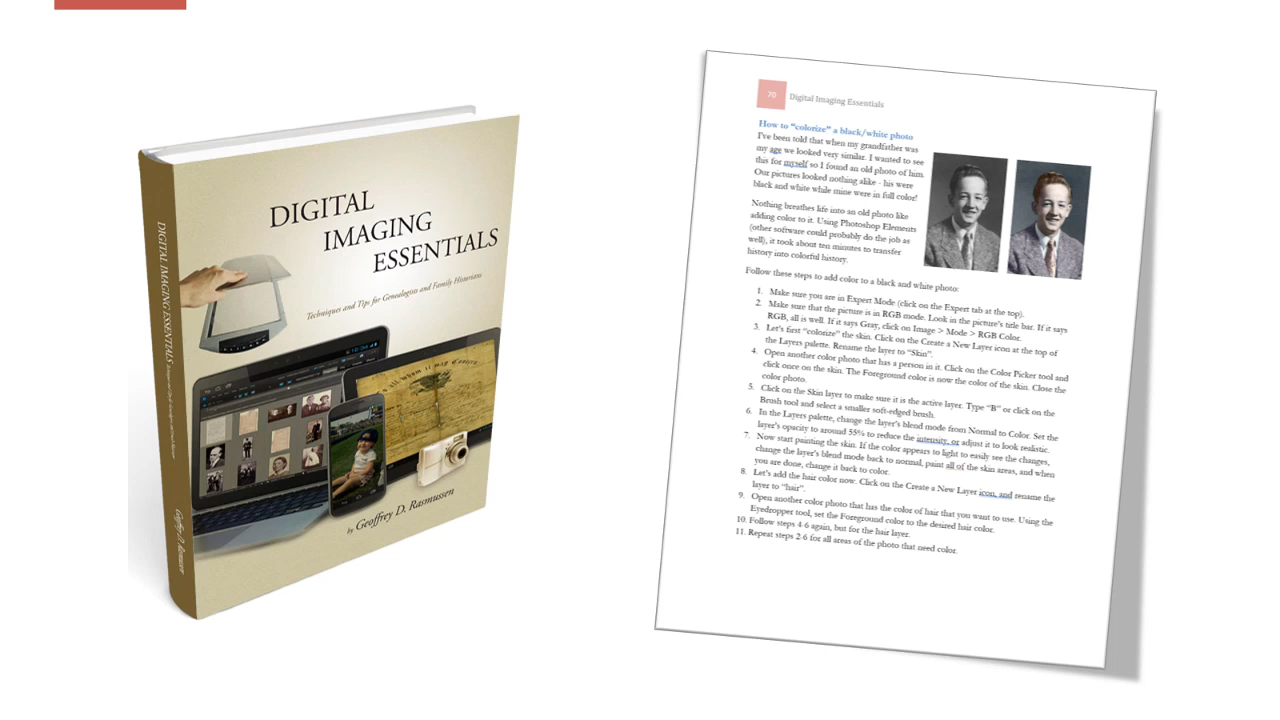 DIGITAL IMAGING ESSENTIALS
Geoffrey D. Rasmussen
DIGITAL
IMAGING
ESSENTIALS
Techniques and Tips for Genealogists and Family Historians
by Geoffrey D. Rasmussen
70 Digital Imaging Essentials
How to “colorize” a black/white photo
I've been told that when my grandfather was
my age we looked very similar. I wanted to see
this for myself so I found an old photo of him.
Our pictures looked nothing alike - his were
black and white while mine were in full color!
Nothing breathes life into an old photo like
adding color to it. Using Photoshop Elements
(other software could probably do the job as
well), it took about ten minutes to transfer
history into colorful history.
Follow these steps to add color to a black and white photo:
1. Make sure you are in Expert Mode (click on the Expert tab at the top).
2. Make sure that the picture is in RGB mode. Look in the picture's title bar. If it says
RGB, all is well. If it says Gray, click on Image > Mode > RGB Color.
3. Let's first “colorize” the skin. Click on the Create a New Layer icon at the top of
the Layers palette. Rename the layer to “Skin”.
4. Open another color photo that has a person in it. Click on the Color Picker tool and
click once on the skin. The Foreground color is now the color of the skin. Close the
color photo.
5. Click on the Skin layer to make sure it is the active layer. Type “B” or click on the
Brush tool and select a smaller soft-edged brush.
6. In the Layers palette, change the layer's blend mode from Normal to Color. Set the
layer's opacity to around 55% to reduce the intensity, or adjust it to look realistic.
7. Now start painting the skin. If the color appears to light to easily see the changes,
change the layer's blend mode back to normal, paint all of the skin areas, and when
you are done, change it back to color.
8. Let's add the hair color now. Click on the Create a New Layer icon, and rename the
layer to “hair”.
9. Open another color photo that has the color of hair that you want to use. Using the
Eyedropper tool, set the Foreground color to the desired hair color.
10. Follow steps 4-6 again, but for the hair layer.
11. Repeat steps 2-6 for all areas of the photo that need color.